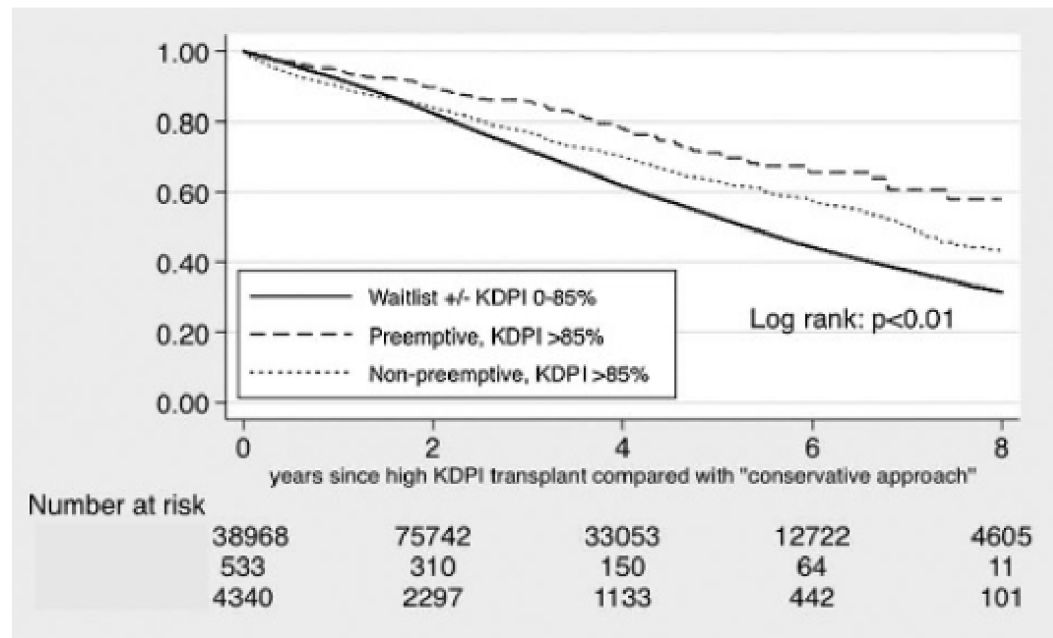 1.00
0.80
0.60
0.40
0.20
0.00
Waitlist +/- KDPI 0-85%
Preemptive, KDPI >85%
Non-preemptive, KDPI >85%
Log rank: p<0.01
0 2 4 6 8
years since high KDPI transplant compared with "conservative approach"
Number at risk
38968 75742 33053 12722 4605
533 310 150 64 11
4340 2297 1133 442 101